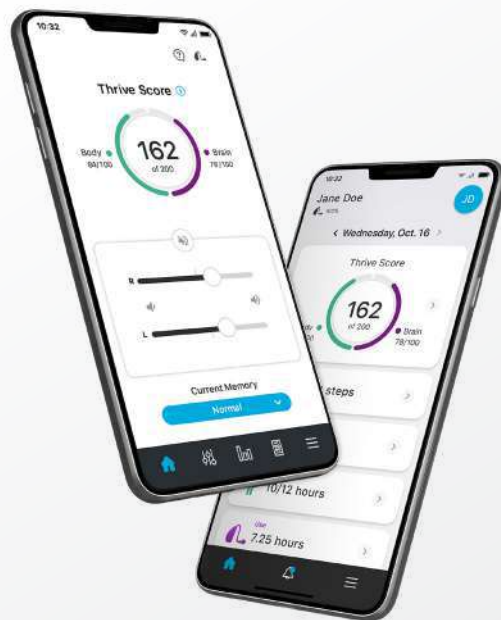 10:32
Thrive Score
Body
84/100
162
of 200
Brain
78/100
R
L
Current Memory
Normal
10:32
Jane Doe
JD
Wednesday, Oct. 16
Thrive Score
162
of 200
Brain
78/100
steps
10/12 hours
Use
7.25 hours